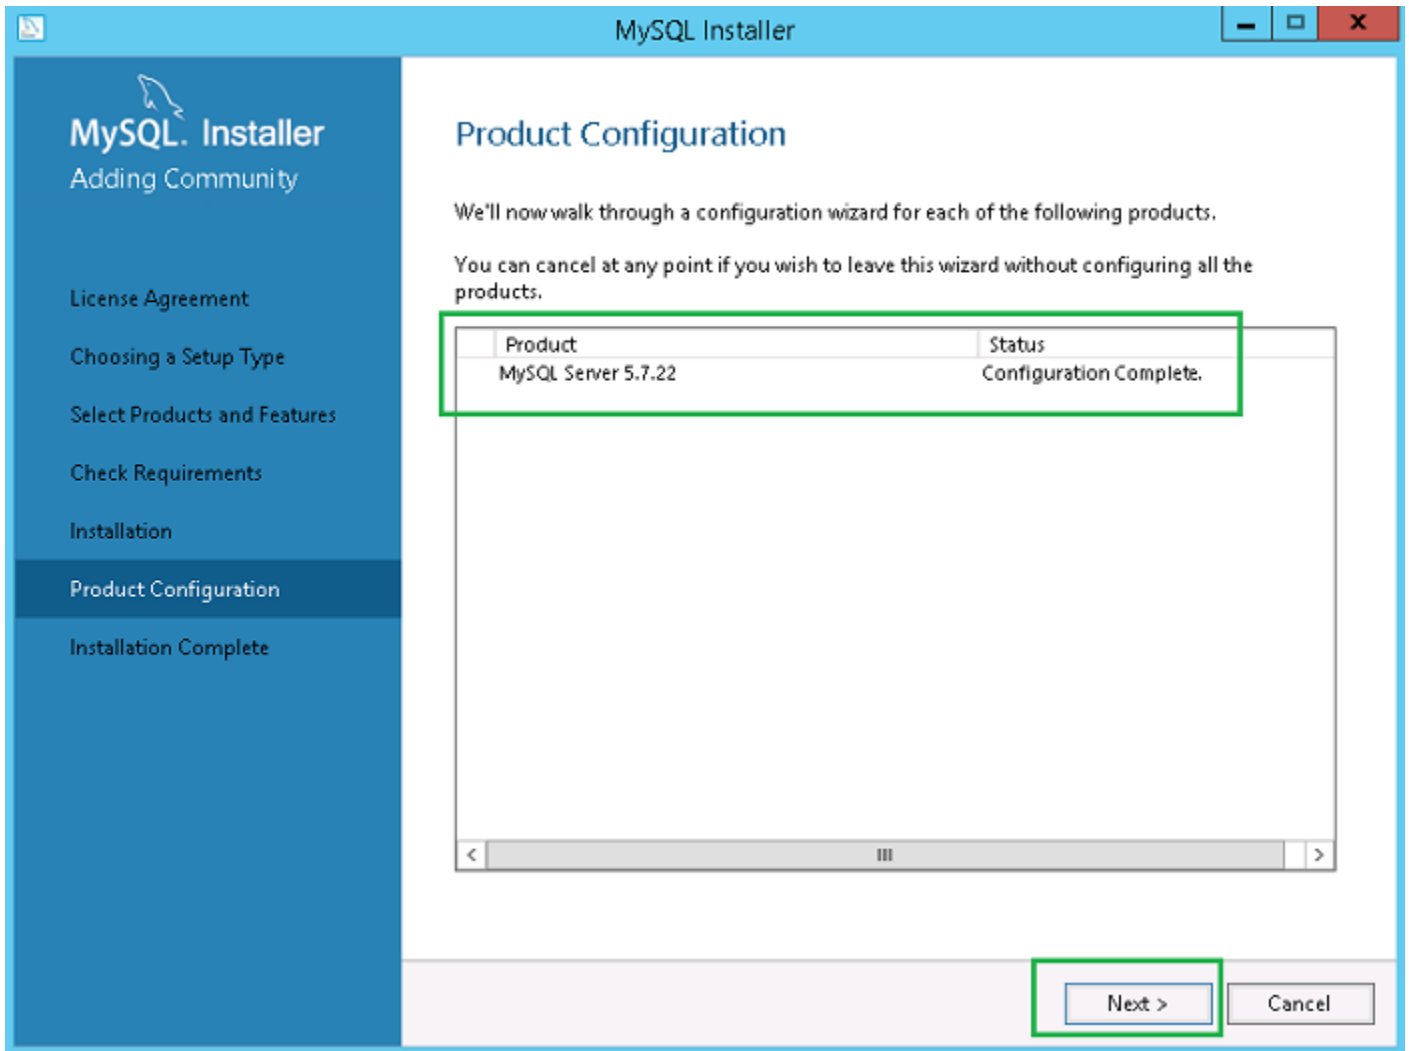 MySQL Installer
MySQL. Installer
Adding Community
License Agreement
Choosing a Setup Type
Select Products and Features
Check Requirements
Installation
Product Configuration
Installation Complete
Product Configuration
We'll now walk through a configuration wizard for each of the following products.
You can cancel at any point if you wish to leave this wizard without configuring all the
products.
Product Status
MySQL Server 5.7.22 Configuration Complete.
Next > Cancel